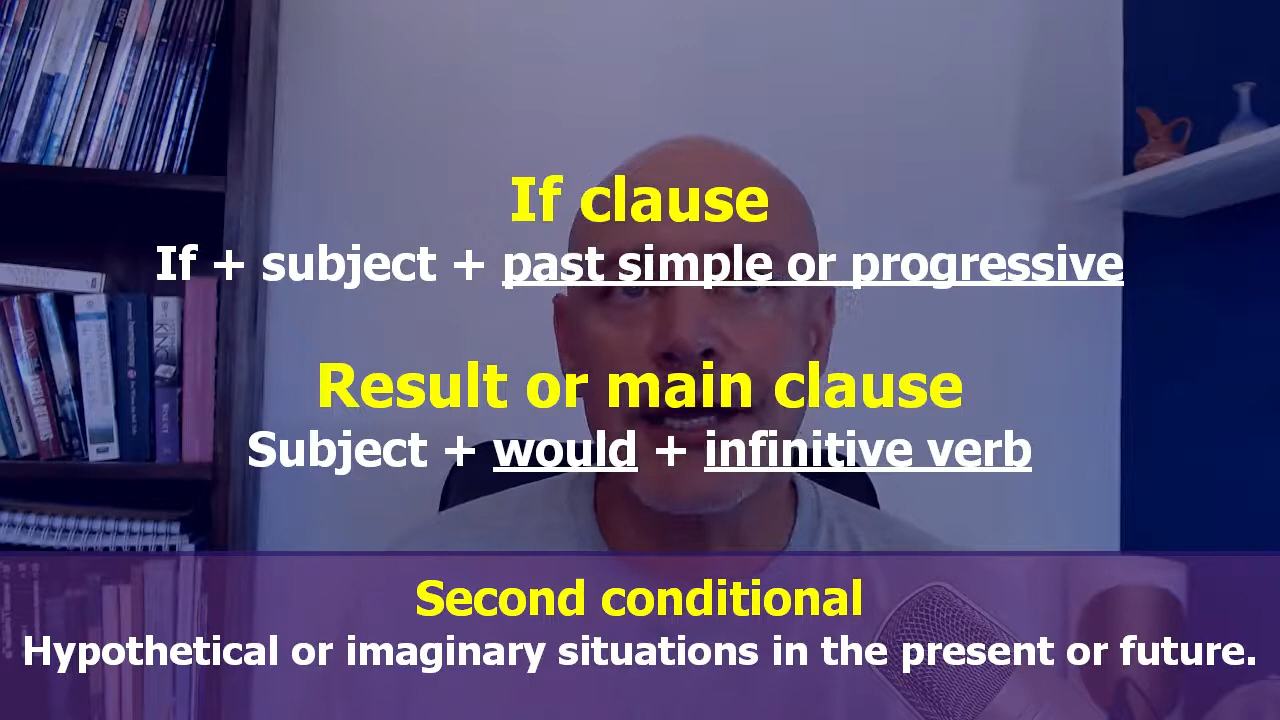 If clause
If + subject + past simple or progressive
Result or main clause
Subject + would + infinitive verb
Second conditional
Hypothetical or imaginary situations in the present or future.